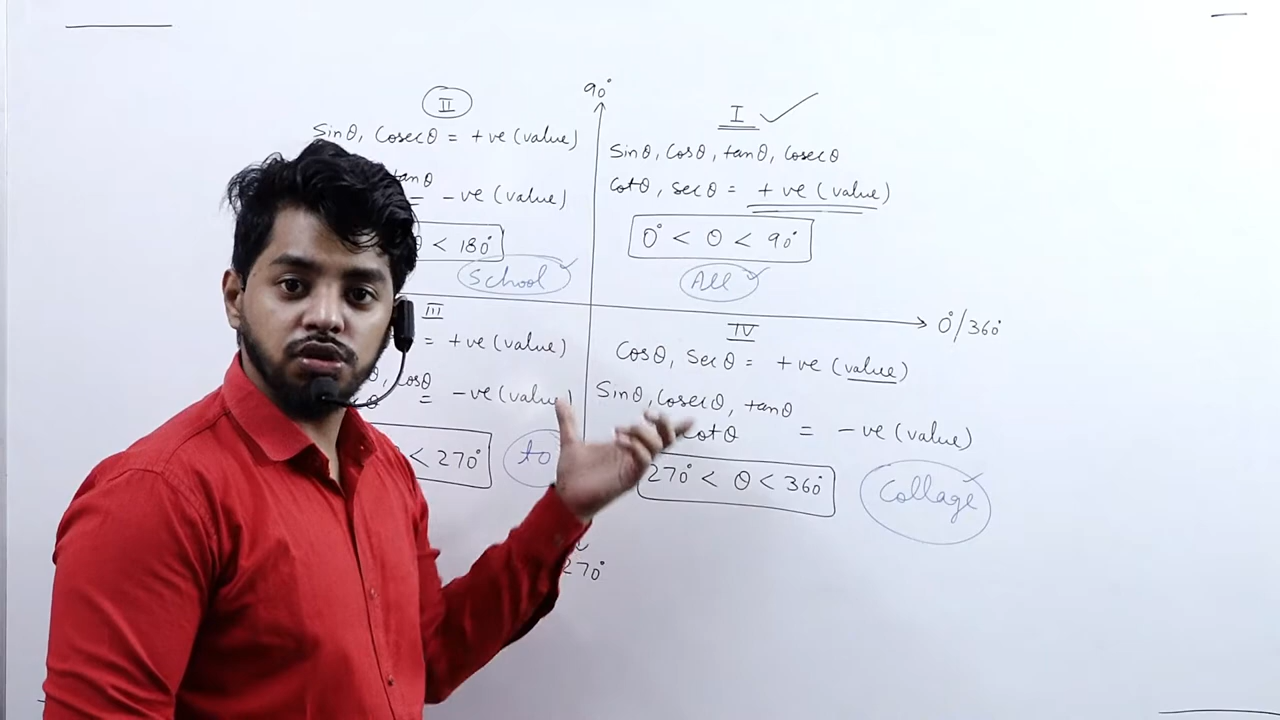 90°
II
Sinθ, Cosecθ = +ve (value)
tanθ
= -ve (value)
θ < 180°
School
I
Sinθ, Cosθ, tanθ, Cosecθ
Cotθ, Secθ = +ve (value)
0° < θ < 90°
All
0°/360°
III
= +ve (value)
θ, Cosθ
θ = -ve (value)
< 270°
to
IV
Cosθ, Secθ = +ve (value)
Sinθ, Cosecθ, tanθ
Cotθ = -ve (value)
270° < θ < 360°
Collage
270°